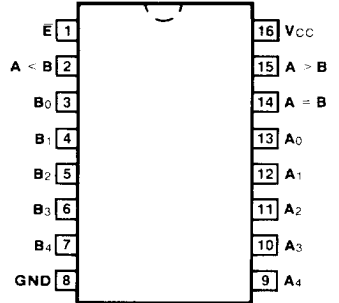 E̅ 1 16 VCC
A < B 2 15 A > B
B0 3 14 A = B
B1 4 13 A0
B2 5 12 A1
B3 6 11 A2
B4 7 10 A3
GND 8 9 A4